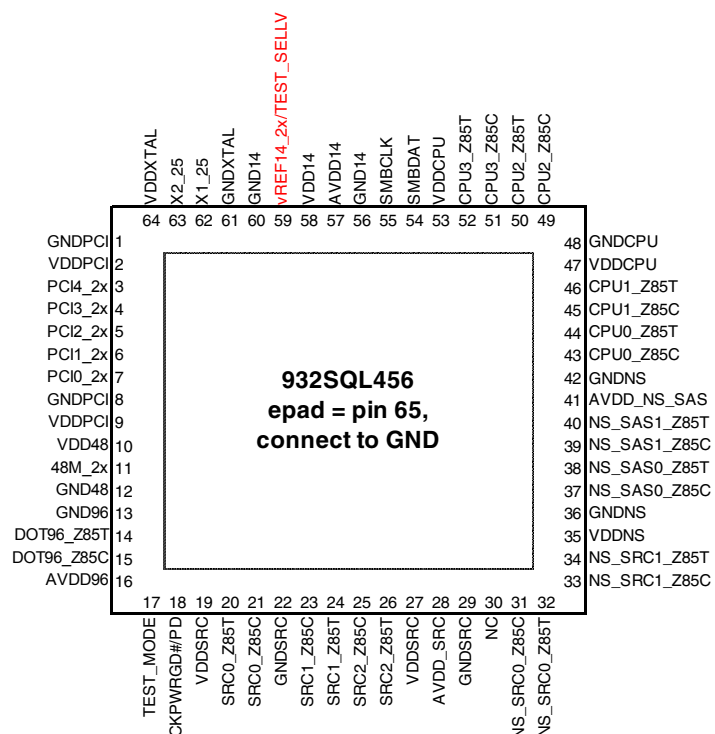 VDDXTAL
X2_25
X1_25
GNDXTAL
GND14
vREF14_2x/TEST_SELLV
VDD14
AVDD14
GND14
SMBCLK
SMBDAT
VDDCPU
CPU3_Z85T
CPU3_Z85C
CPU2_Z85T
CPU2_Z85C
64 63 62 61 60 59 58 57 56 55 54 53 52 51 50 49
GNDPCI 1
VDDPCI 2
PCI4_2x 3
PCI3_2x 4
PCI2_2x 5
PCI1_2x 6
PCI0_2x 7
GNDPCI 8
VDDPCI 9
VDD48 10
48M_2x 11
GND48 12
GND96 13
DOT96_Z85T 14
DOT96_Z85C 15
AVDD96 16
932SQL456
epad = pin 65,
connect to GND
48 GNDCPU
47 VDDCPU
46 CPU1_Z85T
45 CPU1_Z85C
44 CPU0_Z85T
43 CPU0_Z85C
42 GNDNS
41 AVDD_NS_SAS
40 NS_SAS1_Z85T
39 NS_SAS1_Z85C
38 NS_SAS0_Z85T
37 NS_SAS0_Z85C
36 GNDNS
35 VDDNS
34 NS_SRC1_Z85T
33 NS_SRC1_Z85C
17 18 19 20 21 22 23 24 25 26 27 28 29 30 31 32
TEST_MODE
CKPWRGD#/PD
VDDSRC
SRC0_Z85T
SRC0_Z85C
GNDSRC
SRC1_Z85C
SRC1_Z85T
SRC2_Z85C
SRC2_Z85T
VDDSRC
AVDD_SRC
GNDSRC
NC
NS_SRC0_Z85C
NS_SRC0_Z85T